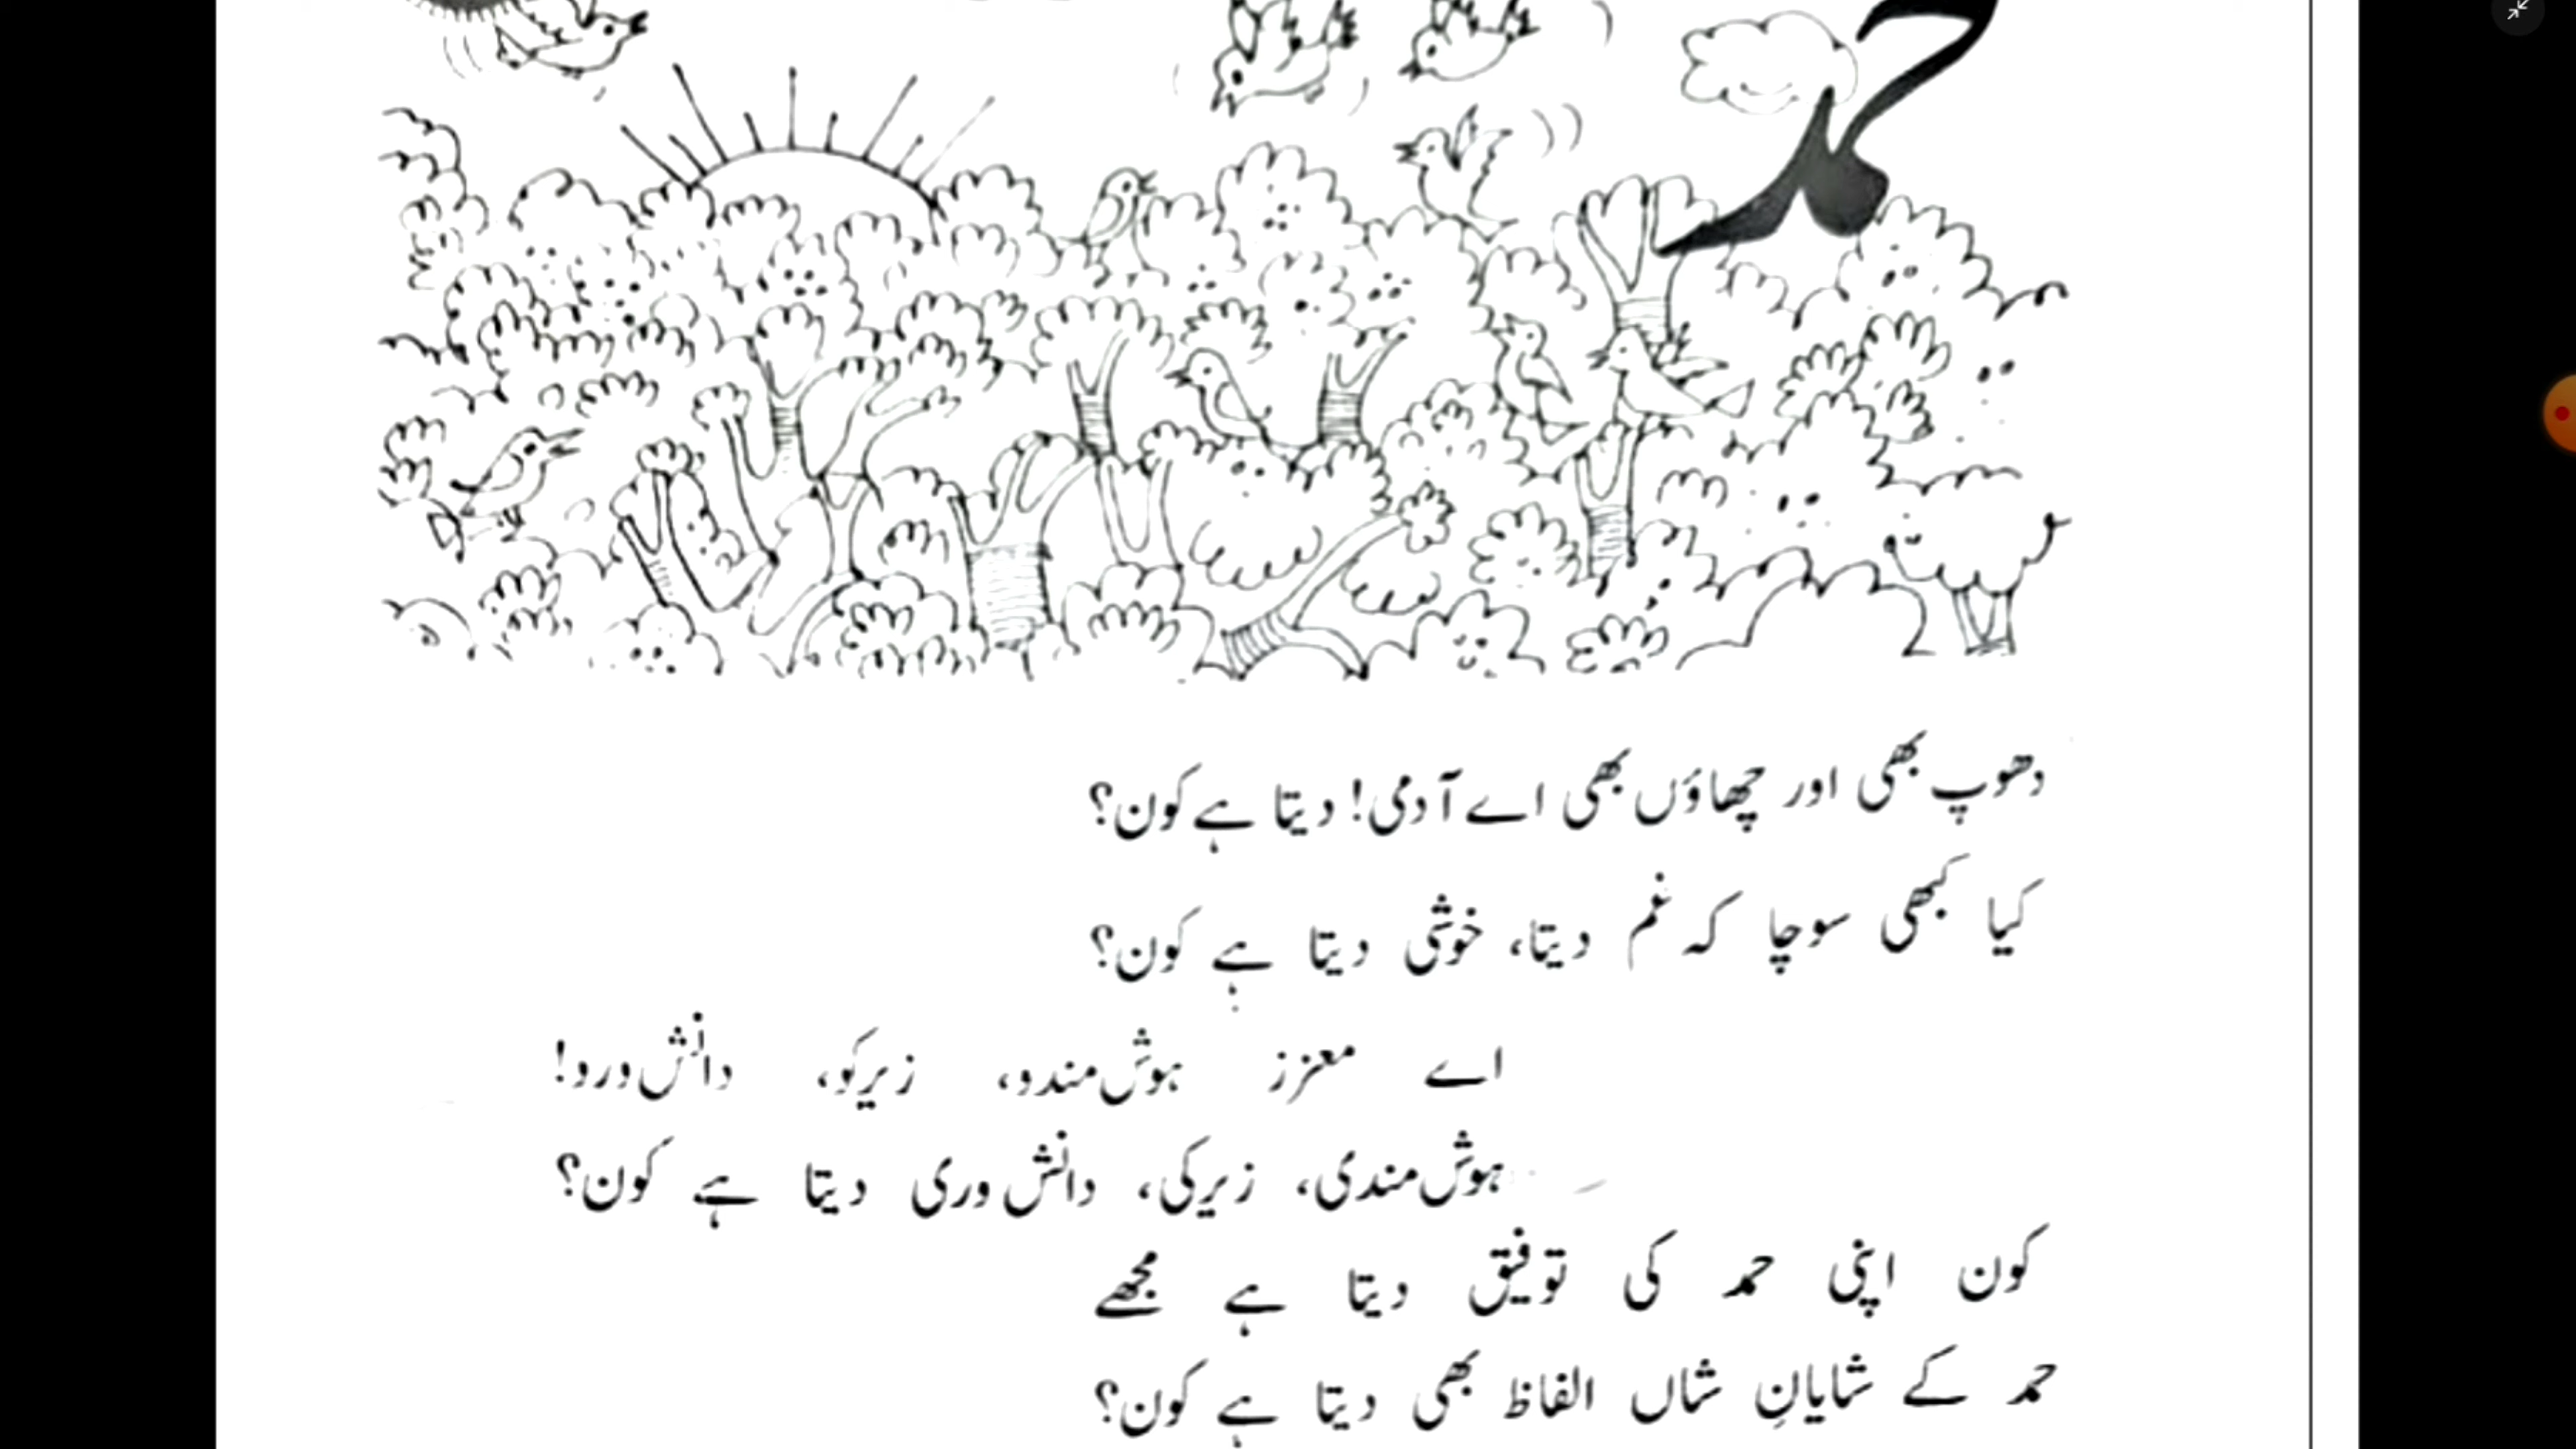 حمد
دھوپ بھی اور چھاؤں بھی اے آدمی! دیتا ہے کون؟
کیا کبھی سوچا کہ غم دیتا، خوشی دیتا ہے کون؟
اے معزز ہوش مندو، زیرکو، دانش ورو!
ہوش مندی، زیرکی، دانش وری دیتا ہے کون؟
کون اپنی حمد کی توفیق دیتا ہے مجھے
حمد کے شایانِ شاں الفاظ بھی دیتا ہے کون؟